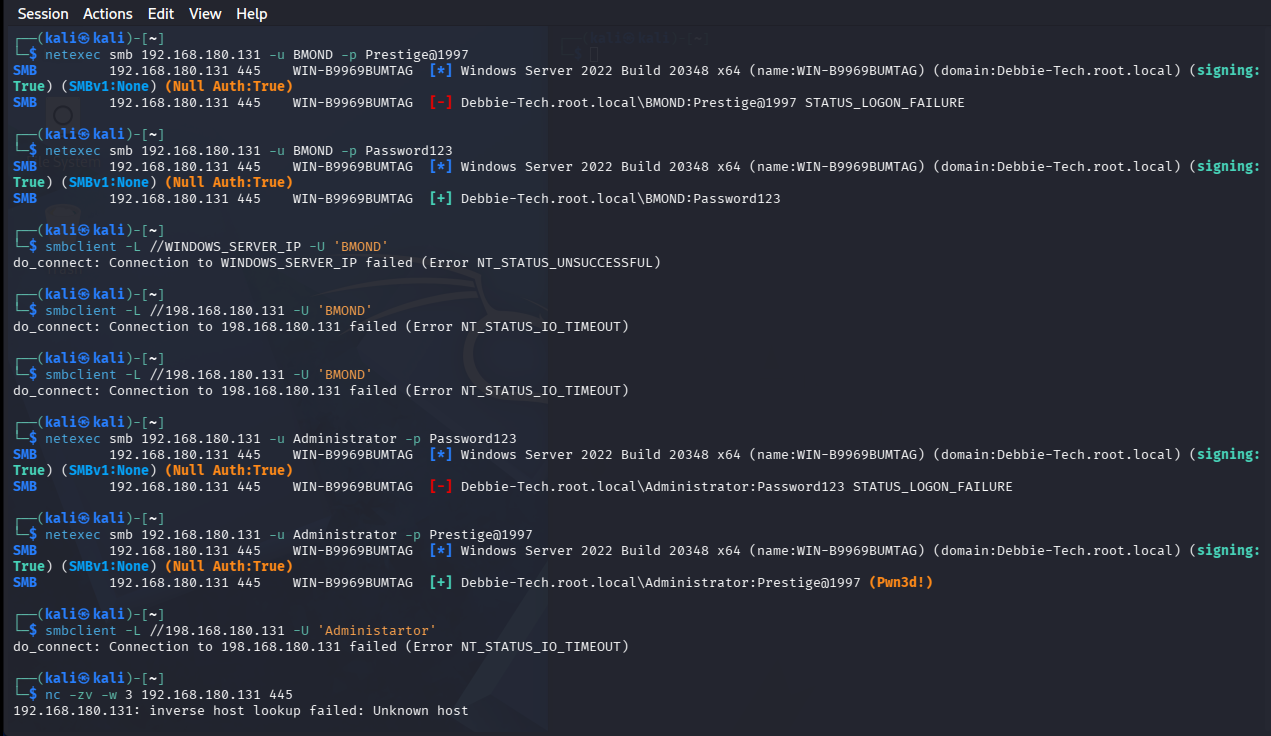 Session Actions Edit View Help
┌──(kali㉿kali)-[~]
└─$ netexec smb 192.168.180.131 -u BMOND -p Prestige@1997
SMB 192.168.180.131 445 WIN-B9969BUMTAG [*] Windows Server 2022 Build 20348 x64 (name:WIN-B9969BUMTAG) (domain:Debbie-Tech.root.local) (signing:
True) (SMBv1:None) (Null Auth:True)
SMB 192.168.180.131 445 WIN-B9969BUMTAG [-] Debbie-Tech.root.local\BMOND:Prestige@1997 STATUS_LOGON_FAILURE
┌──(kali㉿kali)-[~]
└─$ netexec smb 192.168.180.131 -u BMOND -p Password123
SMB 192.168.180.131 445 WIN-B9969BUMTAG [*] Windows Server 2022 Build 20348 x64 (name:WIN-B9969BUMTAG) (domain:Debbie-Tech.root.local) (signing:
True) (SMBv1:None) (Null Auth:True)
SMB 192.168.180.131 445 WIN-B9969BUMTAG [+] Debbie-Tech.root.local\BMOND:Password123
┌──(kali㉿kali)-[~]
└─$ smbclient -L //WINDOWS_SERVER_IP -U 'BMOND'
do_connect: Connection to WINDOWS_SERVER_IP failed (Error NT_STATUS_UNSUCCESSFUL)
┌──(kali㉿kali)-[~]
└─$ smbclient -L //198.168.180.131 -U 'BMOND'
do_connect: Connection to 198.168.180.131 failed (Error NT_STATUS_IO_TIMEOUT)
┌──(kali㉿kali)-[~]
└─$ smbclient -L //198.168.180.131 -U 'BMOND'
do_connect: Connection to 198.168.180.131 failed (Error NT_STATUS_IO_TIMEOUT)
┌──(kali㉿kali)-[~]
└─$ netexec smb 192.168.180.131 -u Administrator -p Password123
SMB 192.168.180.131 445 WIN-B9969BUMTAG [*] Windows Server 2022 Build 20348 x64 (name:WIN-B9969BUMTAG) (domain:Debbie-Tech.root.local) (signing:
True) (SMBv1:None) (Null Auth:True)
SMB 192.168.180.131 445 WIN-B9969BUMTAG [-] Debbie-Tech.root.local\Administrator:Password123 STATUS_LOGON_FAILURE
┌──(kali㉿kali)-[~]
└─$ netexec smb 192.168.180.131 -u Administrator -p Prestige@1997
SMB 192.168.180.131 445 WIN-B9969BUMTAG [*] Windows Server 2022 Build 20348 x64 (name:WIN-B9969BUMTAG) (domain:Debbie-Tech.root.local) (signing:
True) (SMBv1:None) (Null Auth:True)
SMB 192.168.180.131 445 WIN-B9969BUMTAG [+] Debbie-Tech.root.local\Administrator:Prestige@1997 (Pwn3d!)
┌──(kali㉿kali)-[~]
└─$ smbclient -L //198.168.180.131 -U 'Administartor'
do_connect: Connection to 198.168.180.131 failed (Error NT_STATUS_IO_TIMEOUT)
┌──(kali㉿kali)-[~]
└─$ nc -zv -w 3 192.168.180.131 445
192.168.180.131: inverse host lookup failed: Unknown host